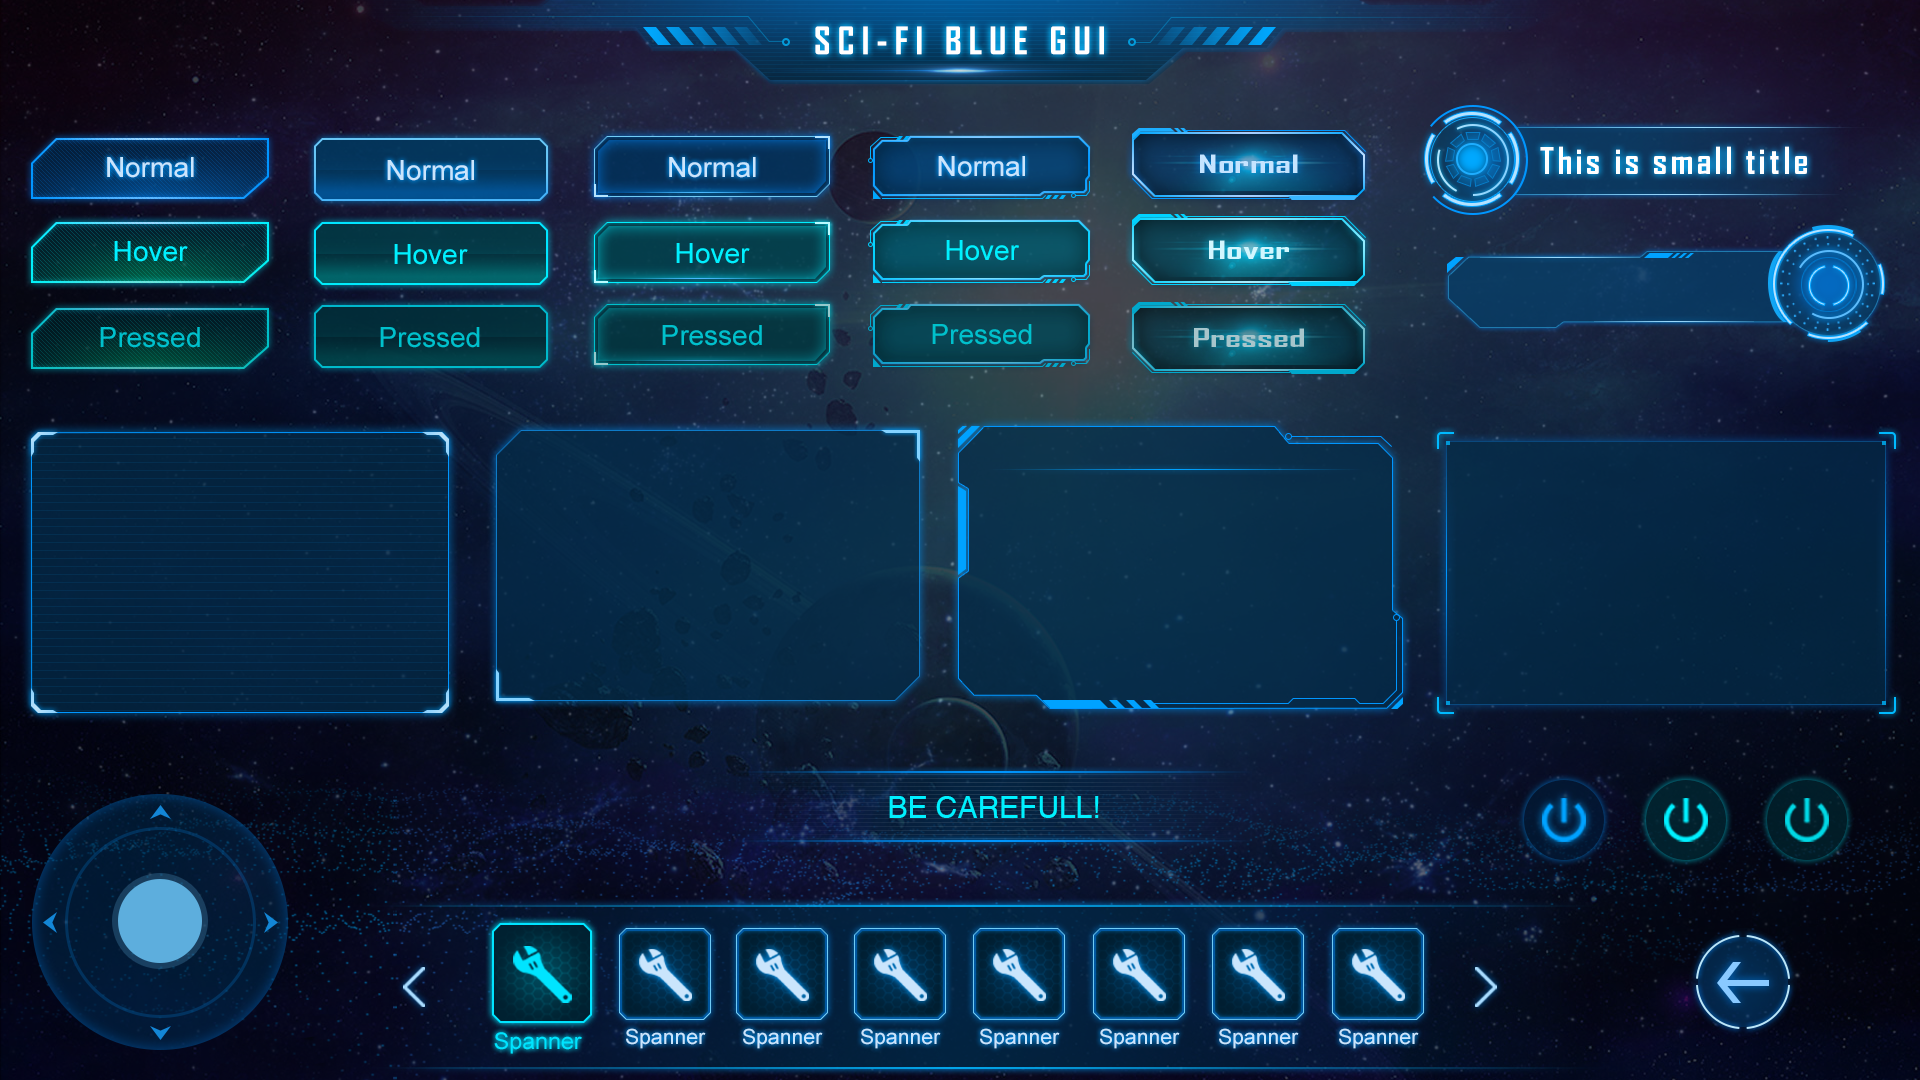 SCI-FI BLUE GUI
Normal
Normal
Normal
Normal
Normal
This is small title
Hover
Hover
Hover
Hover
Hover
Pressed
Pressed
Pressed
Pressed
Pressed
BE CAREFULL!
Spanner
Spanner
Spanner
Spanner
Spanner
Spanner
Spanner
Spanner